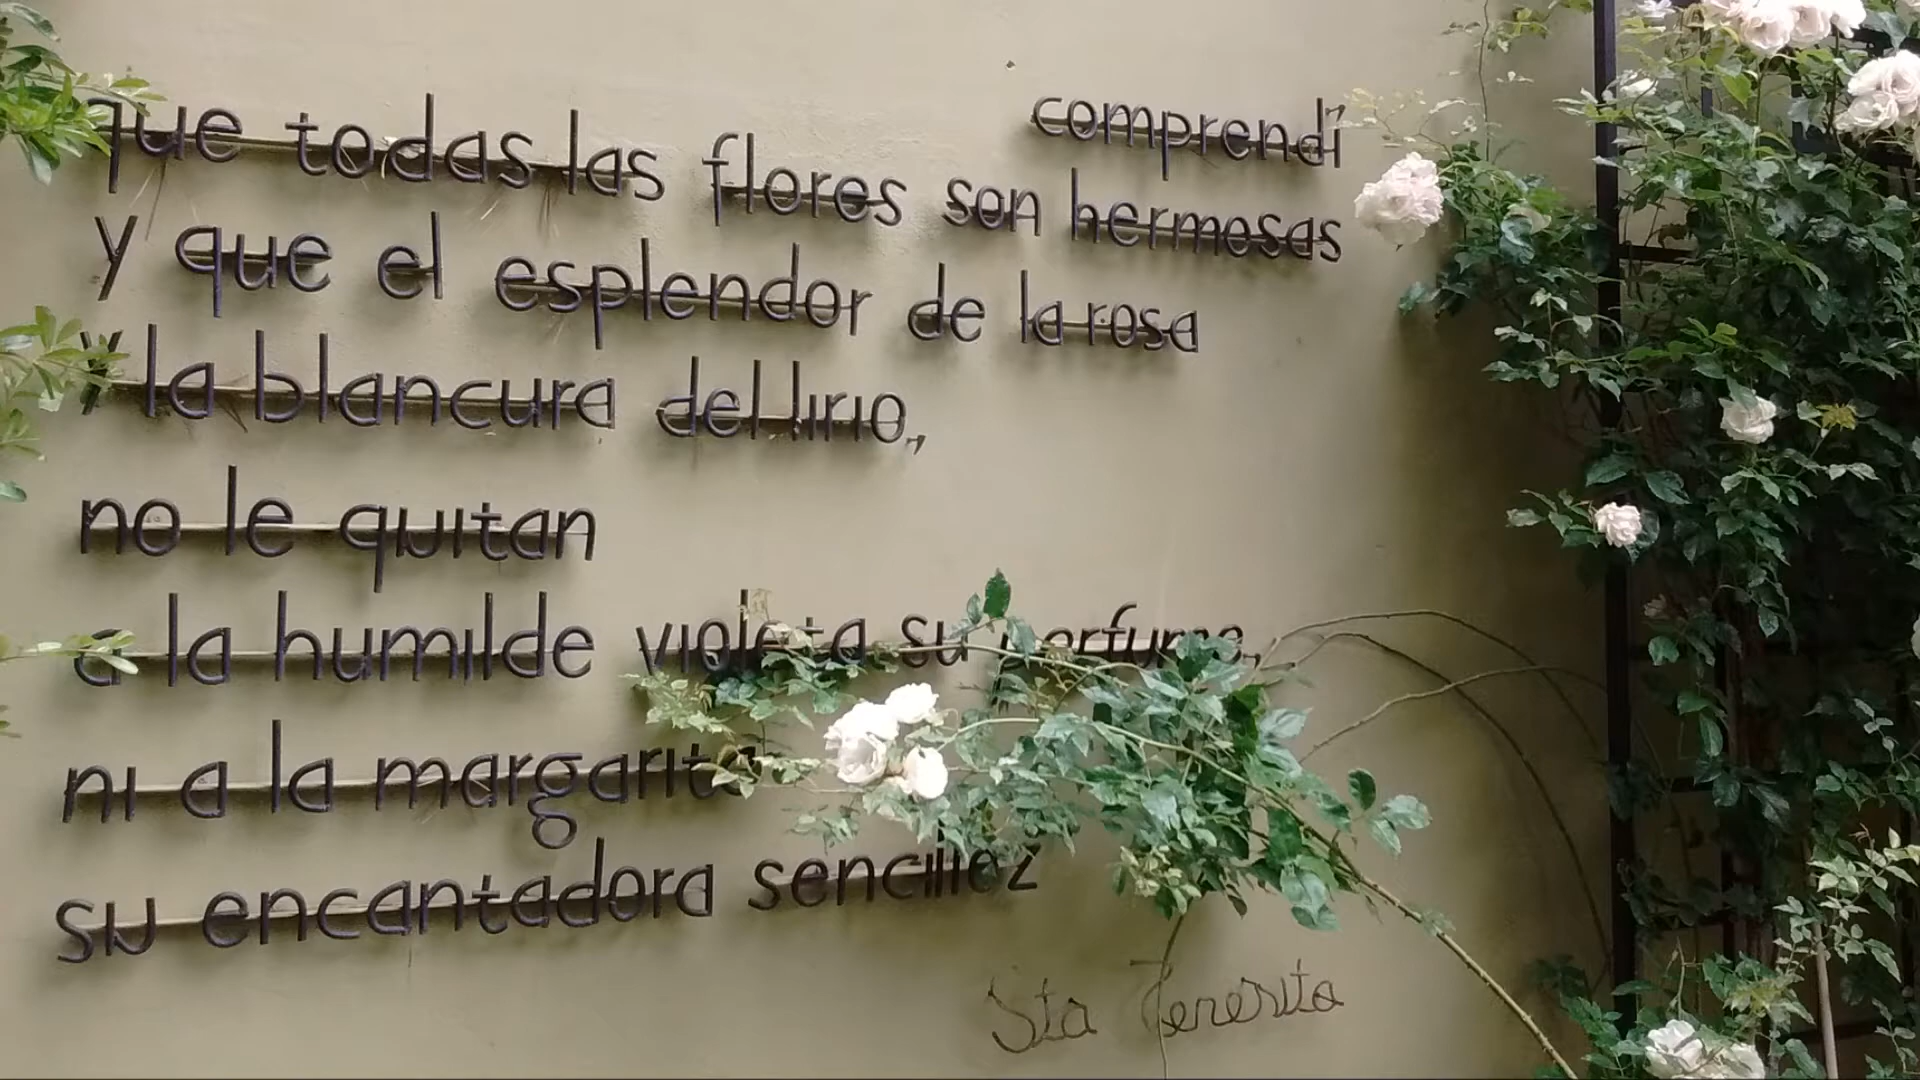 comprendí
que todas las flores son hermosas
y que el esplendor de la rosa
y la blancura del lirio,
no le quitan
a la humilde violeta su perfume,
ni a la margarita
su encantadora sencillez
Sta Teresita